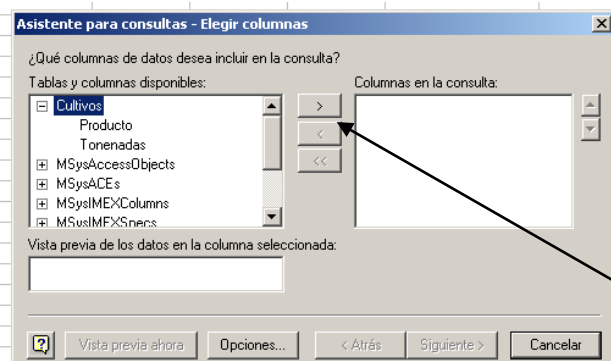 Asistente para consultas - Elegir columnas
¿Qué columnas de datos desea incluir en la consulta?
Tablas y columnas disponibles:
Columnas en la consulta:
Cultivos
Producto
Tonenadas
MSysAccessObjects
MSysACEs
MSysIMEXColumns
MSysIMEXSpecs
>
<
<<
Vista previa de los datos en la columna seleccionada:
Vista previa ahora
Opciones...
< Atrás
Siguiente >
Cancelar